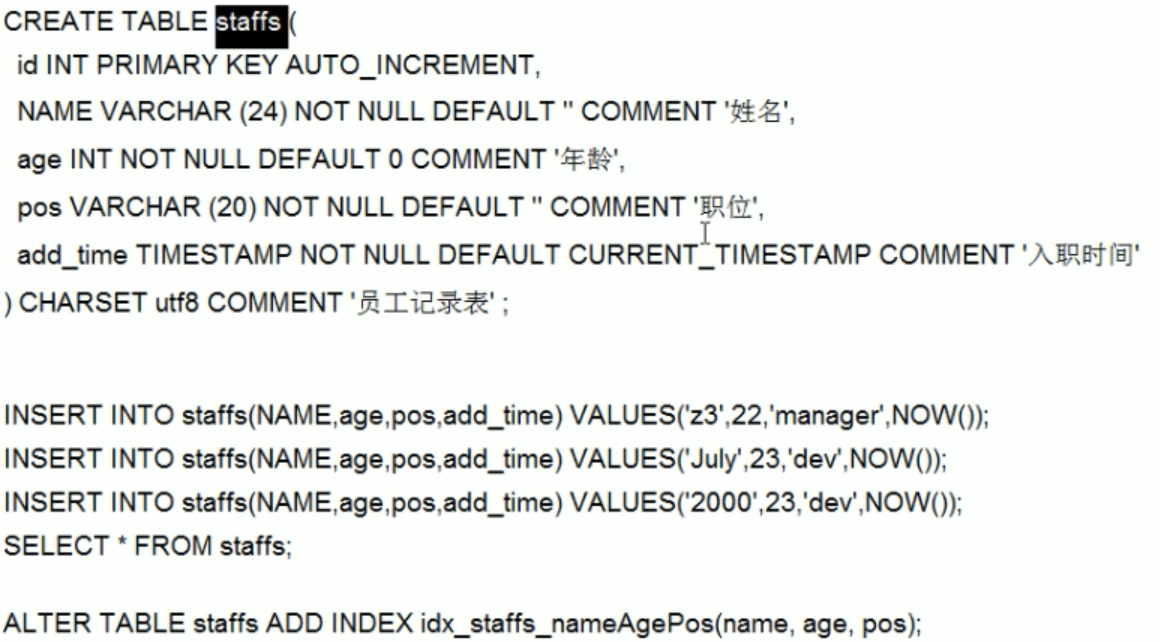 CREATE TABLE staffs (
id INT PRIMARY KEY AUTO_INCREMENT,
NAME VARCHAR (24) NOT NULL DEFAULT '' COMMENT '姓名',
age INT NOT NULL DEFAULT 0 COMMENT '年龄',
pos VARCHAR (20) NOT NULL DEFAULT '' COMMENT '职位',
add_time TIMESTAMP NOT NULL DEFAULT CURRENT_TIMESTAMP COMMENT '入职时间'
) CHARSET utf8 COMMENT '员工记录表' ;
INSERT INTO staffs(NAME,age,pos,add_time) VALUES('z3',22,'manager',NOW());
INSERT INTO staffs(NAME,age,pos,add_time) VALUES('July',23,'dev',NOW());
INSERT INTO staffs(NAME,age,pos,add_time) VALUES('2000',23,'dev',NOW());
SELECT * FROM staffs;
ALTER TABLE staffs ADD INDEX idx_staffs_nameAgePos(name, age, pos);